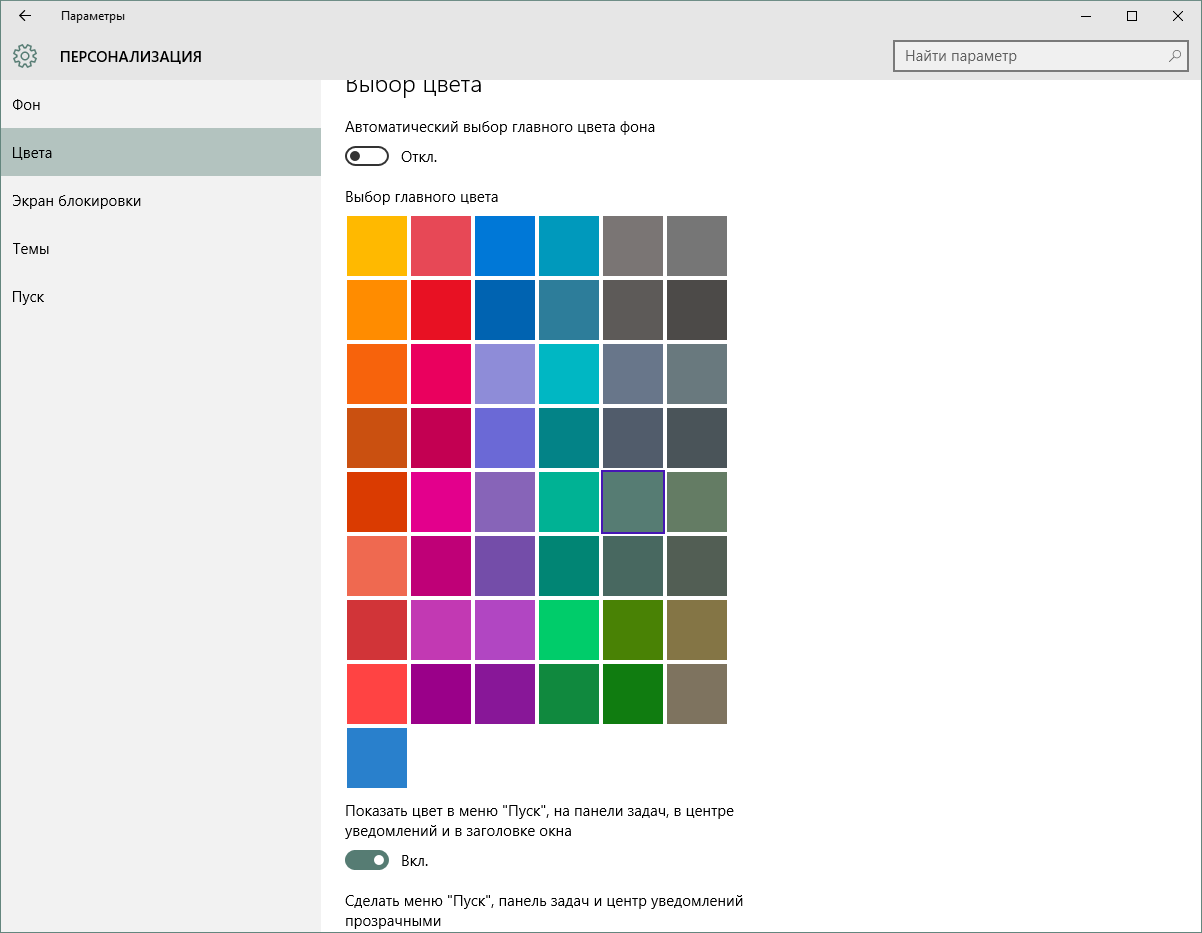 Параметры
ПЕРСОНАЛИЗАЦИЯ
Найти параметр
Фон
Цвета
Экран блокировки
Темы
Пуск
Выбор цвета
Автоматический выбор главного цвета фона
Откл.
Выбор главного цвета
Показать цвет в меню "Пуск", на панели задач, в центре
уведомлений и в заголовке окна
Вкл.
Сделать меню "Пуск", панель задач и центр уведомлений
прозрачными